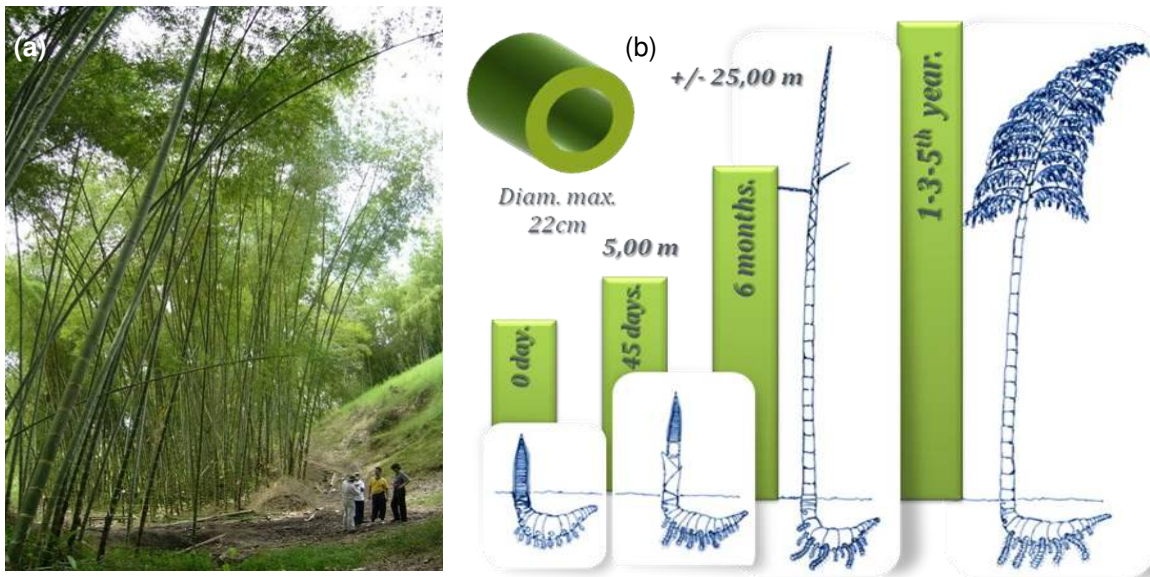 (a)
(b)
+/- 25,00 m
Diam. max.
22cm
5,00 m
0 day.
45 days.
6 months.
1-3-5th year.